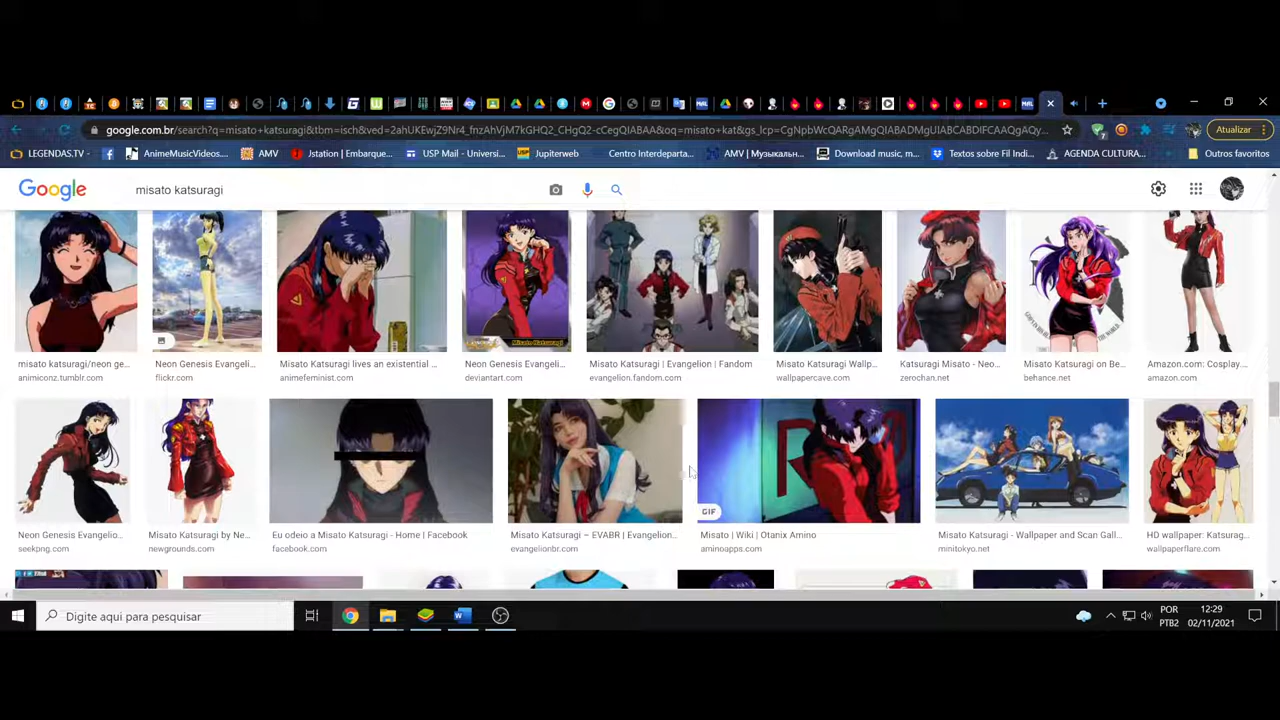 google.com.br/search?q=misato+katsuragi&tbm=isch&ved=2ahUKEwjZ9Nr4_fnzAhVjM7kGHQ2_CHgQ2-cCegQIABAA&oq=misato+kat&gs_lcp=CgNpbWcQARgAMgQIABADMgUIABCABDIFCAAQgAQy...
Atualizar
LEGENDAS.TV -
AnimeMusicVideos...
AMV
Jstation | Embarque...
USP Mail - Universi...
Jupiterweb
Centro Interdeparta...
AMV | Музыкальн...
Download music, m...
Textos sobre Fil Indi...
AGENDA CULTURA...
Outros favoritos
Google
misato katsuragi
Misato Katsuragi
misato katsuragi/neon ge...
Neon Genesis Evangeli...
Misato Katsuragi lives an existential ...
Neon Genesis Evangeli...
Misato Katsuragi | Evangelion | Fandom
Misato Katsuragi Wallp...
Katsuragi Misato - Neo...
Misato Katsuragi on Be...
Amazon.com: Cosplay...
animiconz.tumblr.com
flickr.com
animefeminist.com
deviantart.com
evangelion.fandom.com
wallpapercave.com
zerochan.net
behance.net
amazon.com
GIF
Neon Genesis Evangelio...
Misato Katsuragi by Ne...
Eu odeio a Misato Katsuragi - Home | Facebook
Misato Katsuragi – EVABR | Evangelion...
Misato | Wiki | Otanix Amino
Misato Katsuragi - Wallpaper and Scan Gall...
HD wallpaper: Katsurag...
seekpng.com
newgrounds.com
facebook.com
evangelionbr.com
aminoapps.com
minitokyo.net
wallpaperflare.com
Digite aqui para pesquisar
POR
PTB2
12:29
02/11/2021